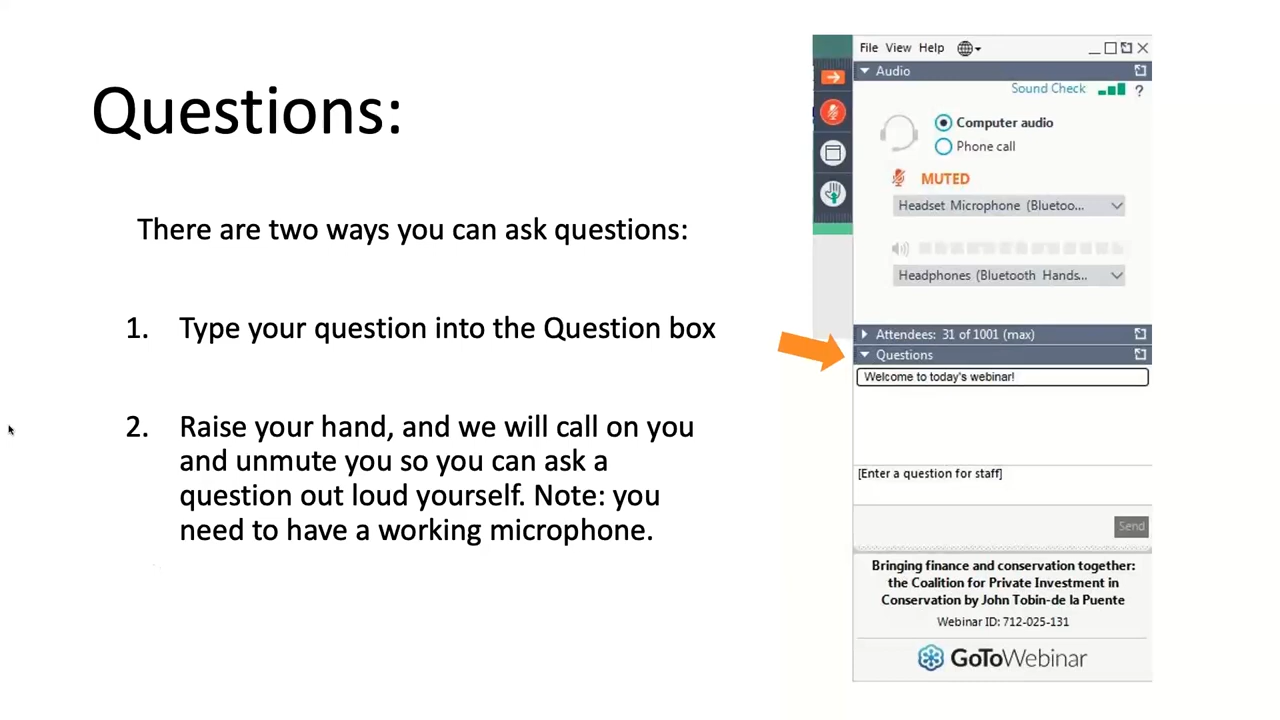 Questions:
There are two ways you can ask questions:
1. Type your question into the Question box
2. Raise your hand, and we will call on you
and unmute you so you can ask a
question out loud yourself. Note: you
need to have a working microphone.
File View Help
Audio
Sound Check ?
Computer audio
Phone call
MUTED
Headset Microphone (Bluetoo...
Headphones (Bluetooth Hands...
Attendees: 31 of 1001 (max)
Questions
Welcome to today's webinar!
[Enter a question for staff]
Send
Bringing finance and conservation together:
the Coalition for Private Investment in
Conservation by John Tobin-de la Puente
Webinar ID: 712-025-131
GoToWebinar